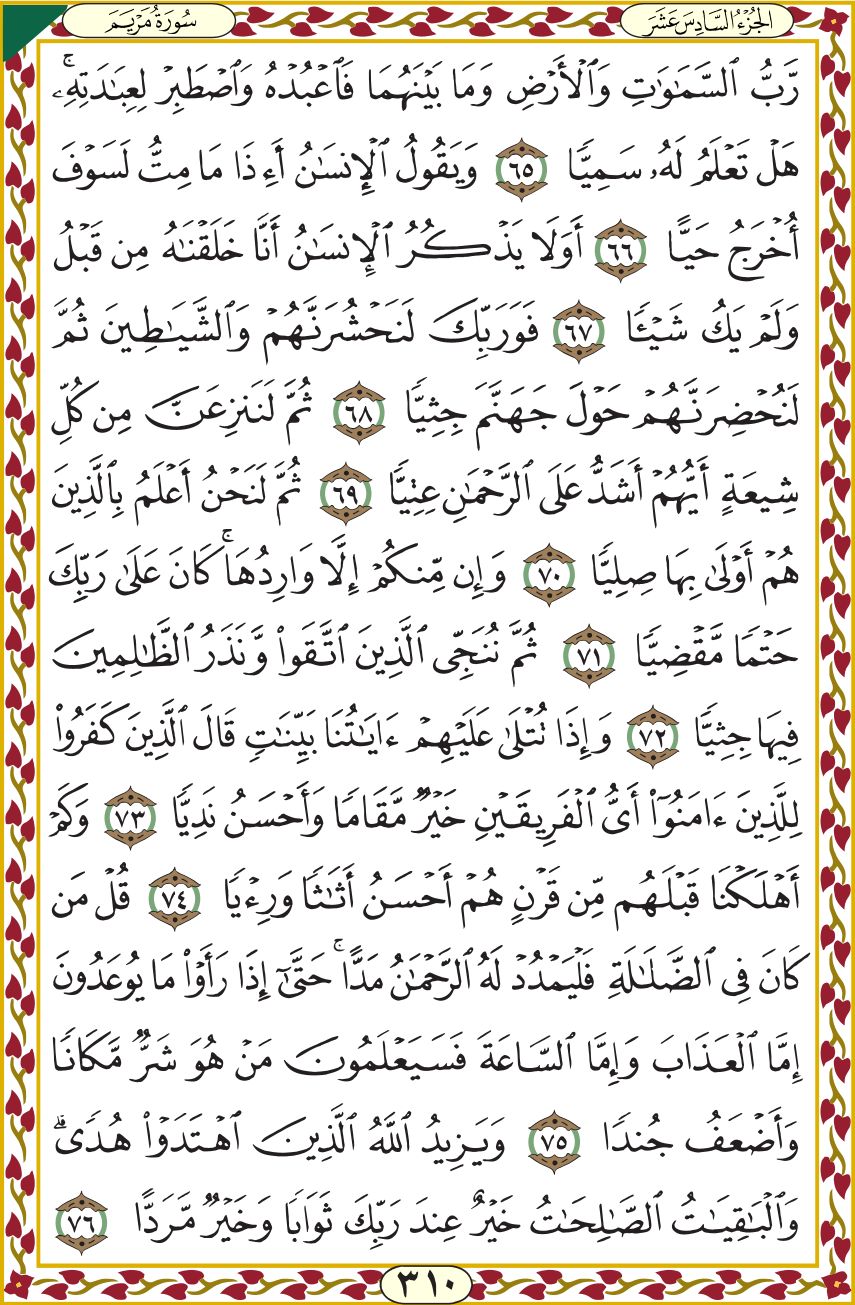 سُورَةُ مَرْيَمَ
الجُزْءُ السَّادِسَ عَشَرَ
رَّبُّ ٱلسَّمَٰوَٰتِ وَٱلْأَرْضِ وَمَا بَيْنَهُمَا فَٱعْبُدْهُ وَٱصْطَبِرْ لِعِبَٰدَتِهِۦۚ
هَلْ تَعْلَمُ لَهُۥ سَمِيًّا ٦٥ وَيَقُولُ ٱلْإِنسَٰنُ أَءِذَا مَا مِتُّ لَسَوْفَ
أُخْرَجُ حَيًّا ٦٦ أَوَلَا يَذْكُرُ ٱلْإِنسَٰنُ أَنَّا خَلَقْنَٰهُ مِن قَبْلُ
وَلَمْ يَكُ شَيْـًٔا ٦٧ فَوَرَبِّكَ لَنَحْشُرَنَّهُمْ وَٱلشَّيَٰطِينَ ثُمَّ
لَنُحْضِرَنَّهُمْ حَوْلَ جَهَنَّمَ جِثِيًّا ٦٨ ثُمَّ لَنَنزِعَنَّ مِن كُلِّ
شِيعَةٍ أَيُّهُمْ أَشَدُّ عَلَى ٱلرَّحْمَٰنِ عِتِيًّا ٦٩ ثُمَّ لَنَحْنُ أَعْلَمُ بِٱلَّذِينَ
هُمْ أَوْلَىٰ بِهَا صِلِيًّا ٧٠ وَإِن مِّنكُمْ إِلَّا وَارِدُهَاۚ كَانَ عَلَىٰ رَبِّكَ
حَتْمًا مَّقْضِيًّا ٧١ ثُمَّ نُنَجِّى ٱلَّذِينَ ٱتَّقَوا۟ وَّنَذَرُ ٱلظَّٰلِمِينَ
فِيهَا جِثِيًّا ٧٢ وَإِذَا تُتْلَىٰ عَلَيْهِمْ ءَايَٰتُنَا بَيِّنَٰتٍ قَالَ ٱلَّذِينَ كَفَرُوا۟
لِلَّذِينَ ءَامَنُوٓا۟ أَىُّ ٱلْفَرِيقَيْنِ خَيْرٌ مَّقَامًا وَأَحْسَنُ نَدِيًّا ٧٣ وَكَمْ
أَهْلَكْنَا قَبْلَهُم مِّن قَرْنٍ هُمْ أَحْسَنُ أَثَٰثًا وَرِءْيًا ٧٤ قُلْ مَن
كَانَ فِى ٱلضَّلَٰلَةِ فَلْيَمْدُدْ لَهُ ٱلرَّحْمَٰنُ مَدًّاۚ حَتَّىٰٓ إِذَا رَأَوْا۟ مَا يُوعَدُونَ
إِمَّا ٱلْعَذَابَ وَإِمَّا ٱلسَّاعَةَ فَسَيَعْلَمُونَ مَنْ هُوَ شَرٌّ مَّكَانًا
وَأَضْعَفُ جُندًا ٧٥ وَيَزِيدُ ٱللَّهُ ٱلَّذِينَ ٱهْتَدَوْا۟ هُدًىۗ
وَٱلْبَٰقِيَٰتُ ٱلصَّٰلِحَٰتُ خَيْرٌ عِندَ رَبِّكَ ثَوَابًا وَخَيْرٌ مَّرَدًّا ٧٦
٣١٠